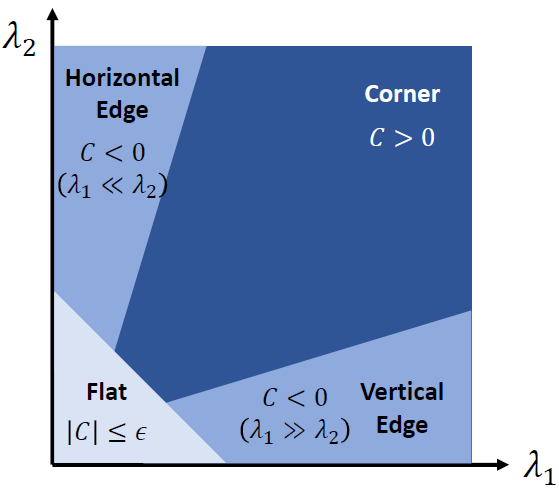 λ₂
Horizontal
Edge
C < 0
(λ₁ ≪ λ₂)
Corner
C > 0
Flat
|C| ≤ ϵ
C < 0
(λ₁ ≫ λ₂)
Vertical
Edge
λ₁